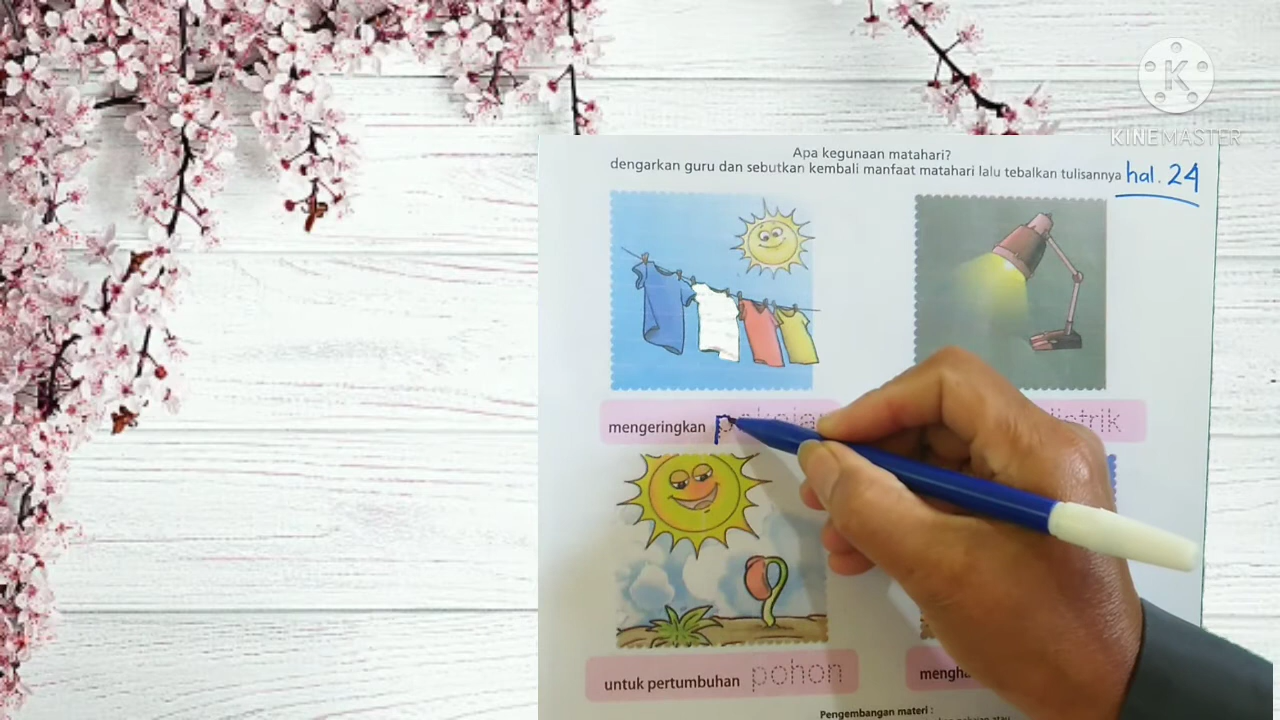 KINEMASTER
Apa kegunaan matahari?
dengarkan guru dan sebutkan kembali manfaat matahari lalu tebalkan tulisannya hal. 24
mengeringkan
listrik
untuk pertumbuhan pohon
Pengembangan materi :